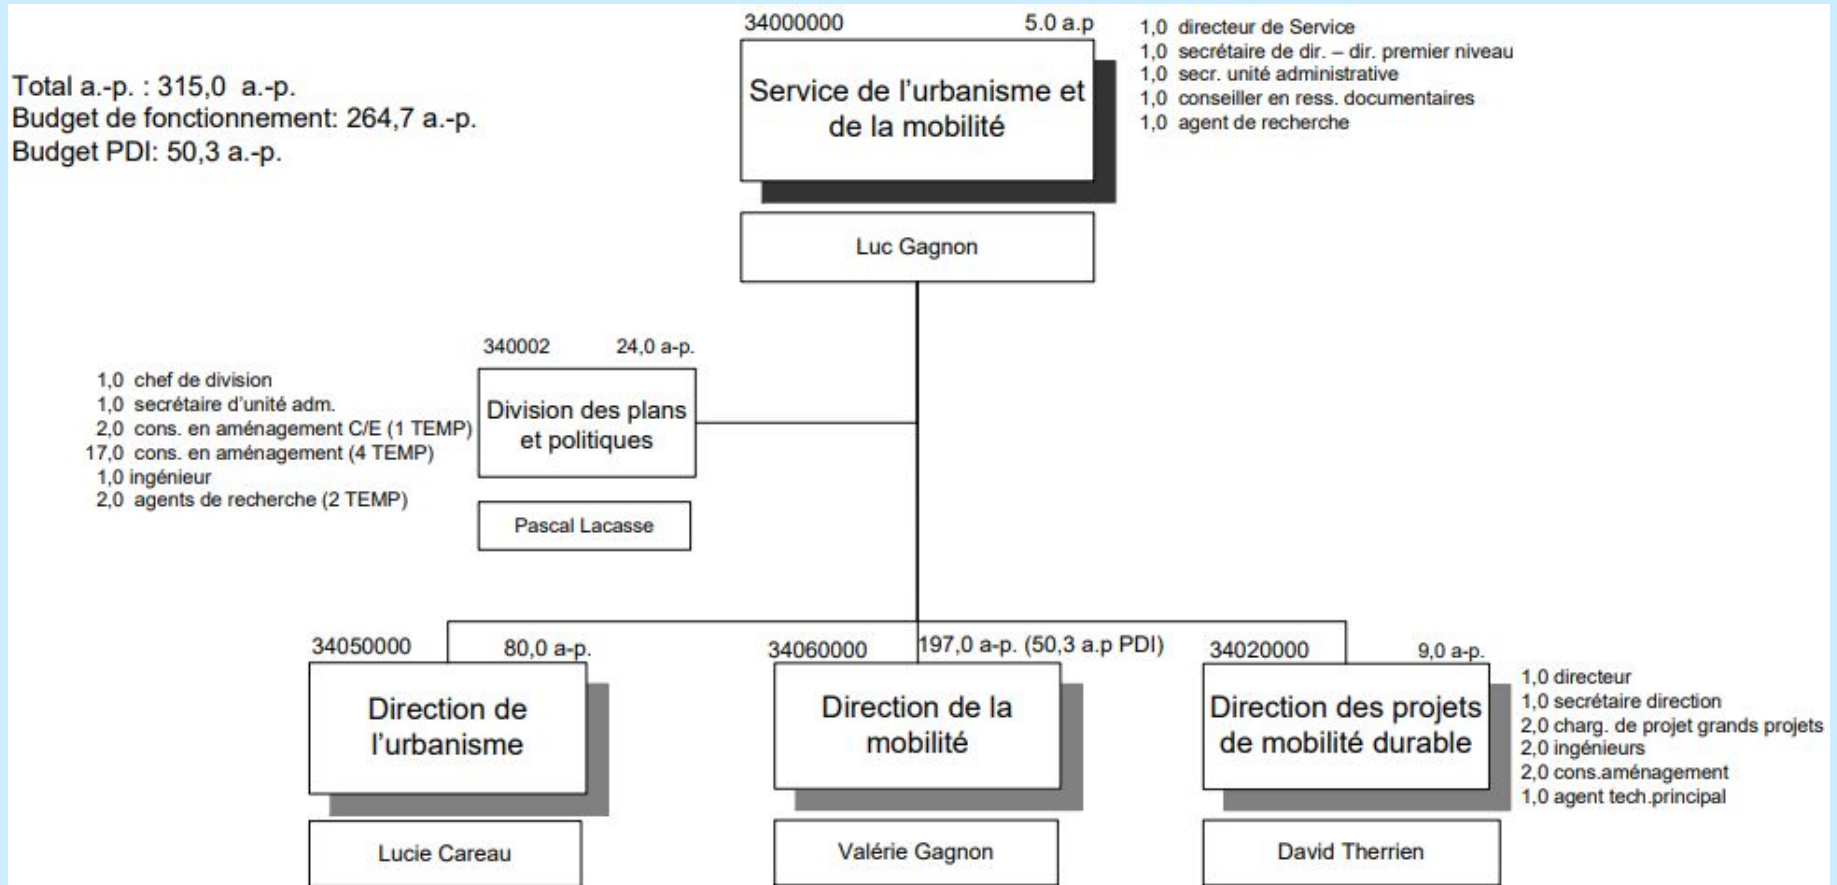 Total a.-p. : 315,0 a.-p.
Budget de fonctionnement: 264,7 a.-p.
Budget PDI: 50,3 a.-p.
34000000 5.0 a.p
Service de l'urbanisme et
de la mobilité
Luc Gagnon
1,0 directeur de Service
1,0 secrétaire de dir. – dir. premier niveau
1,0 secr. unité administrative
1,0 conseiller en ress. documentaires
1,0 agent de recherche
340002 24,0 a-p.
Division des plans
et politiques
Pascal Lacasse
1,0 chef de division
1,0 secrétaire d'unité adm.
2,0 cons. en aménagement C/E (1 TEMP)
17,0 cons. en aménagement (4 TEMP)
1,0 ingénieur
2,0 agents de recherche (2 TEMP)
34050000 80,0 a-p.
Direction de
l'urbanisme
Lucie Careau
34060000 197,0 a-p. (50,3 a.p PDI)
Direction de la
mobilité
Valérie Gagnon
34020000 9,0 a-p.
Direction des projets
de mobilité durable
David Therrien
1,0 directeur
1,0 secrétaire direction
2,0 charg. de projet grands projets
2,0 ingénieurs
2,0 cons.aménagement
1,0 agent tech.principal